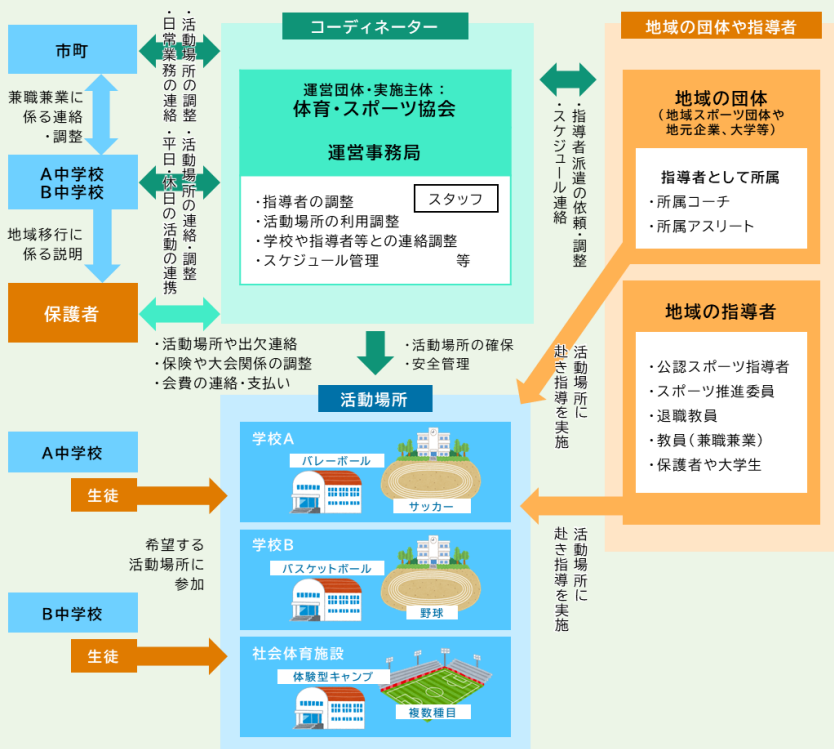 コーディネーター
地域の団体や指導者
市町
・活動場所の調整
・日常業務の連絡
兼職兼業に
係る連絡
・調整
A中学校
B中学校
・活動場所の連絡・調整
・平日・休日の活動の連携
地域移行に
係る説明
保護者
運営団体・実施主体：
体育・スポーツ協会
運営事務局
スタッフ
・指導者の調整
・活動場所の利用調整
・学校や指導者等との連絡調整
・スケジュール管理　　　等
・指導者派遣の依頼・調整
・スケジュール連絡
地域の団体
（地域スポーツ団体や
地元企業、大学等）
指導者として所属
・所属コーチ
・所属アスリート
地域の指導者
・公認スポーツ指導者
・スポーツ推進委員
・退職教員
・教員（兼職兼業）
・保護者や大学生
・活動場所や出欠連絡
・保険や大会関係の調整
・会費の連絡・支払い
・活動場所の確保
・安全管理
活動場所に
赴き指導を実施
活動場所
学校A
バレーボール
サッカー
学校B
バスケットボール
野球
社会体育施設
体験型キャンプ
複数種目
A中学校
生徒
希望する
活動場所に
参加
B中学校
生徒
活動場所に
赴き指導を実施